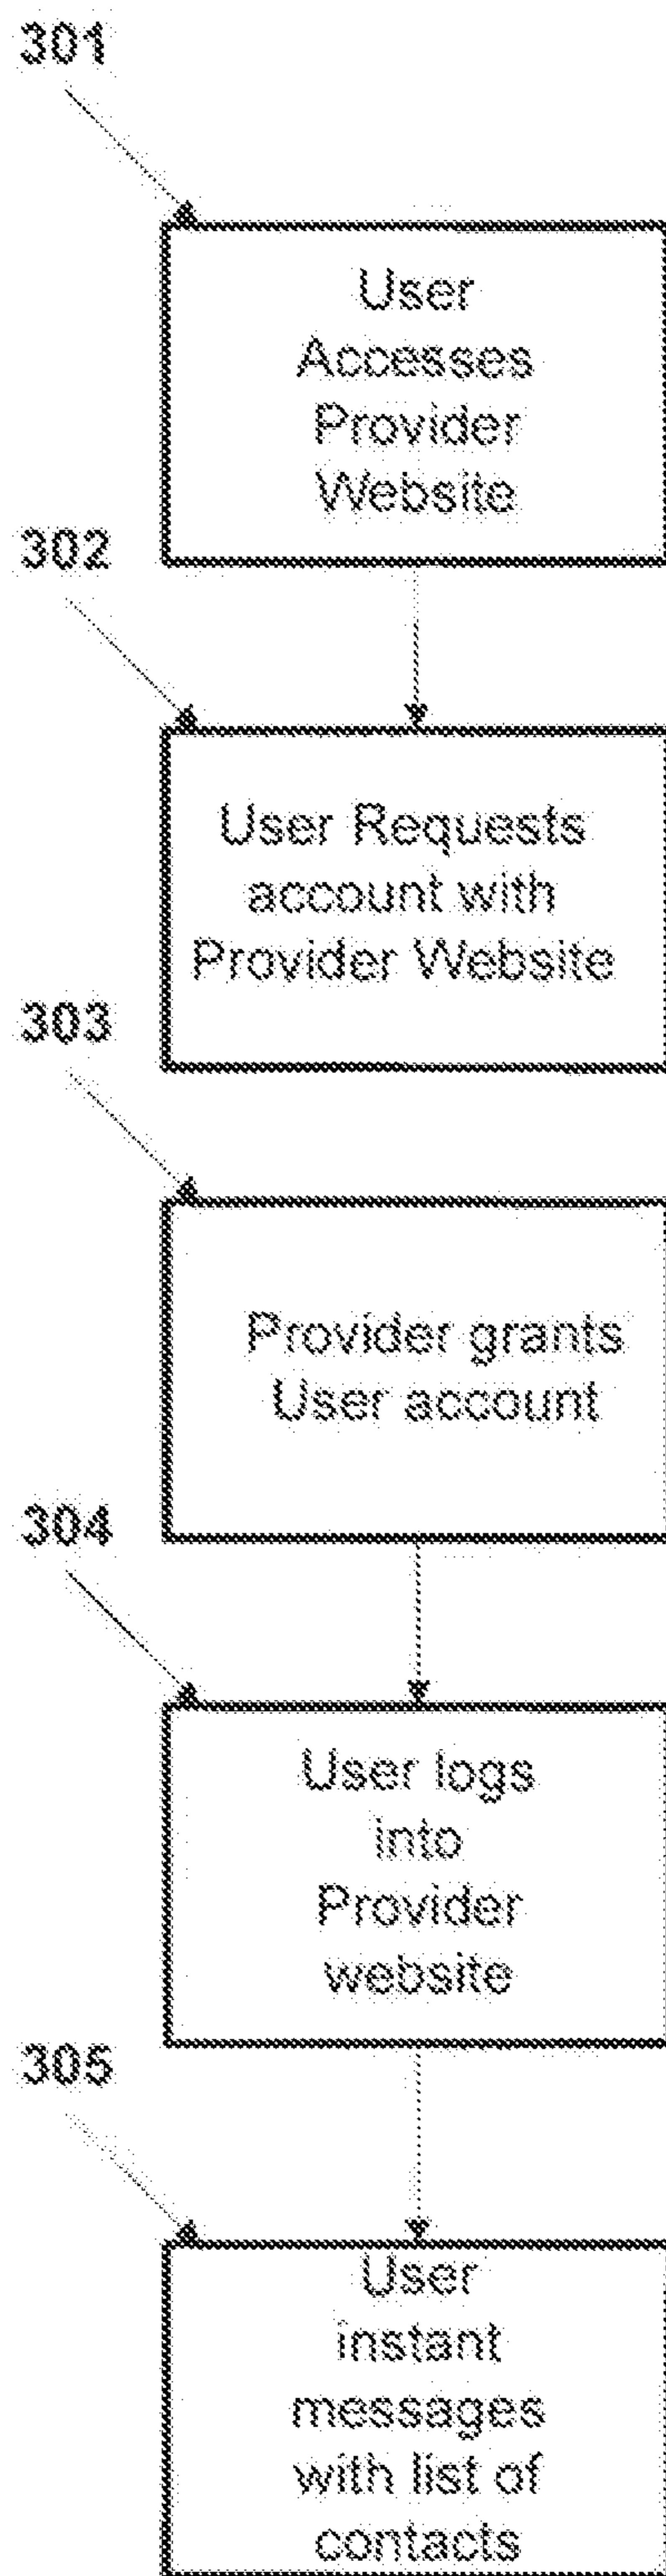 301
User
Accesses
Provider
Website
302
User Requests
account with
Provider Website
303
Provider grants
User account
304
User logs
into
Provider
website
305
User
instant
messages
with list of
contacts